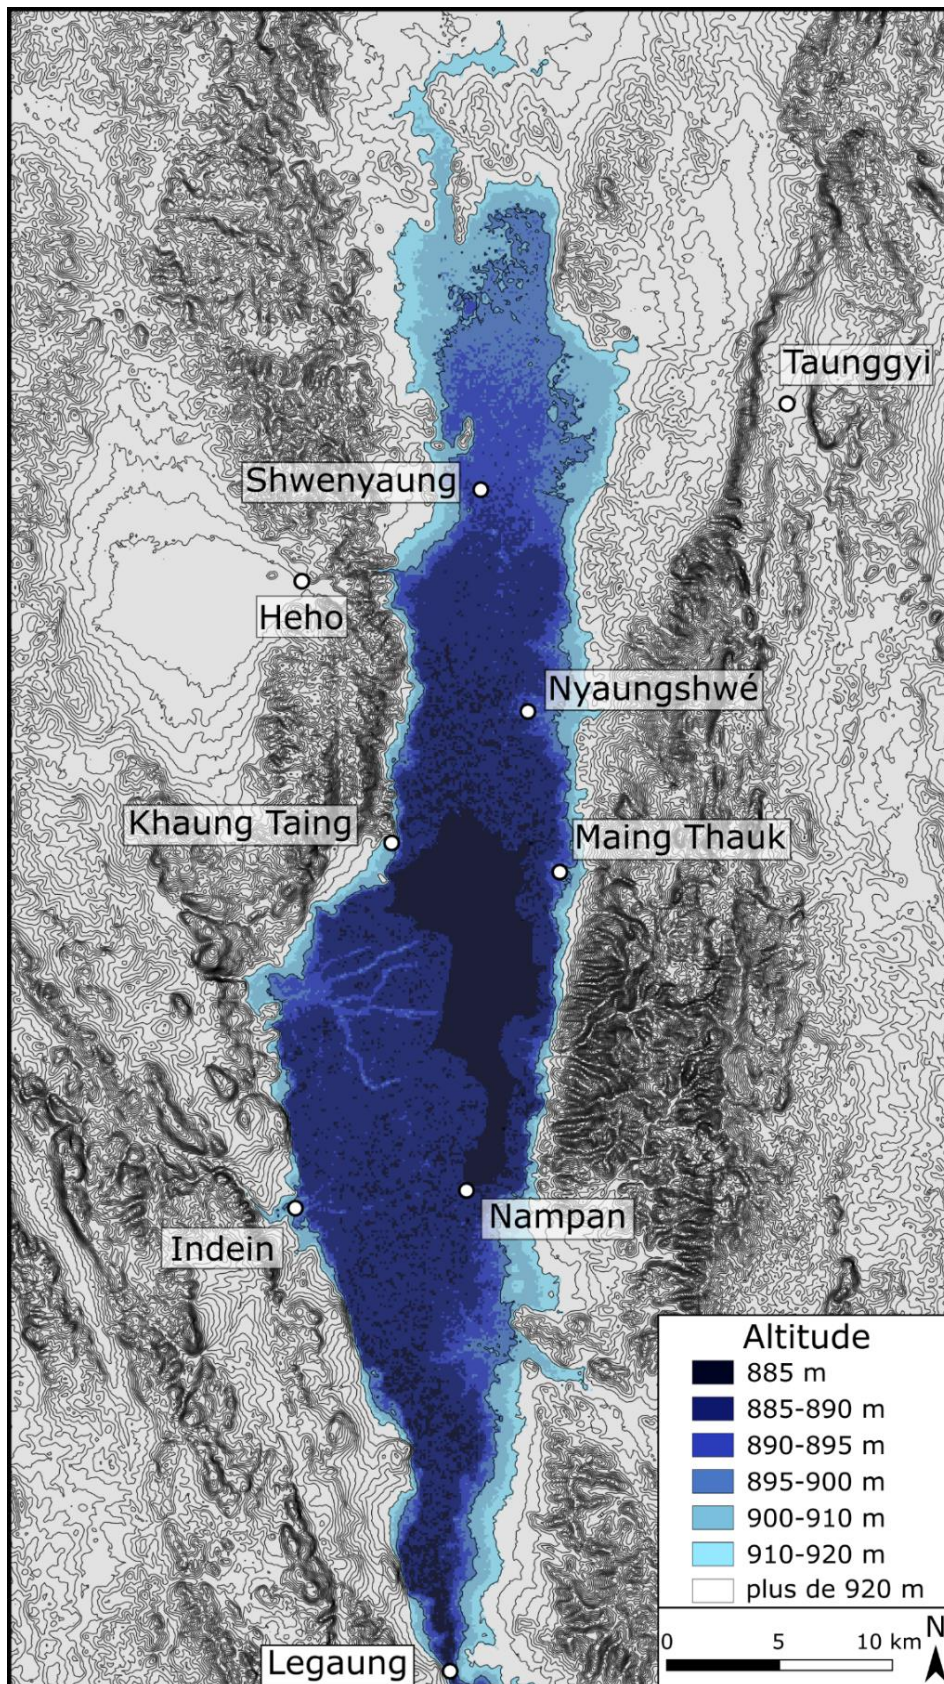 Taunggyi
Shwenyaung
Heho
Nyaungshwé
Khaung Taing
Maing Thauk
Nampan
Indein
Legaung
Altitude
885 m
885-890 m
890-895 m
895-900 m
900-910 m
910-920 m
plus de 920 m
0 5 10 km
N